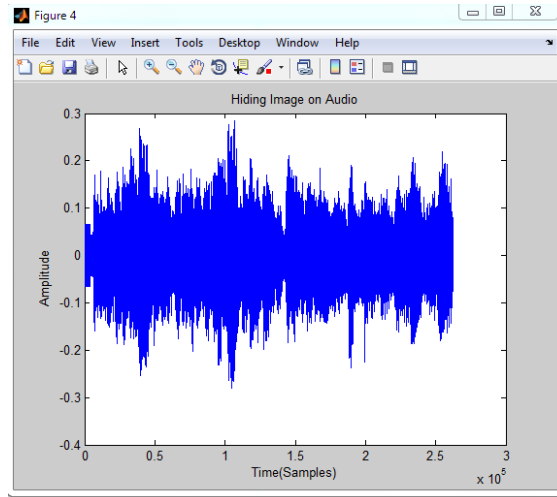 Figure 4
File Edit View Insert Tools Desktop Window Help
Hiding Image on Audio
0.3
0.2
0.1
0
-0.1
-0.2
-0.3
-0.4
Amplitude
0 0.5 1 1.5 2 2.5 3
x 10^5
Time(Samples)